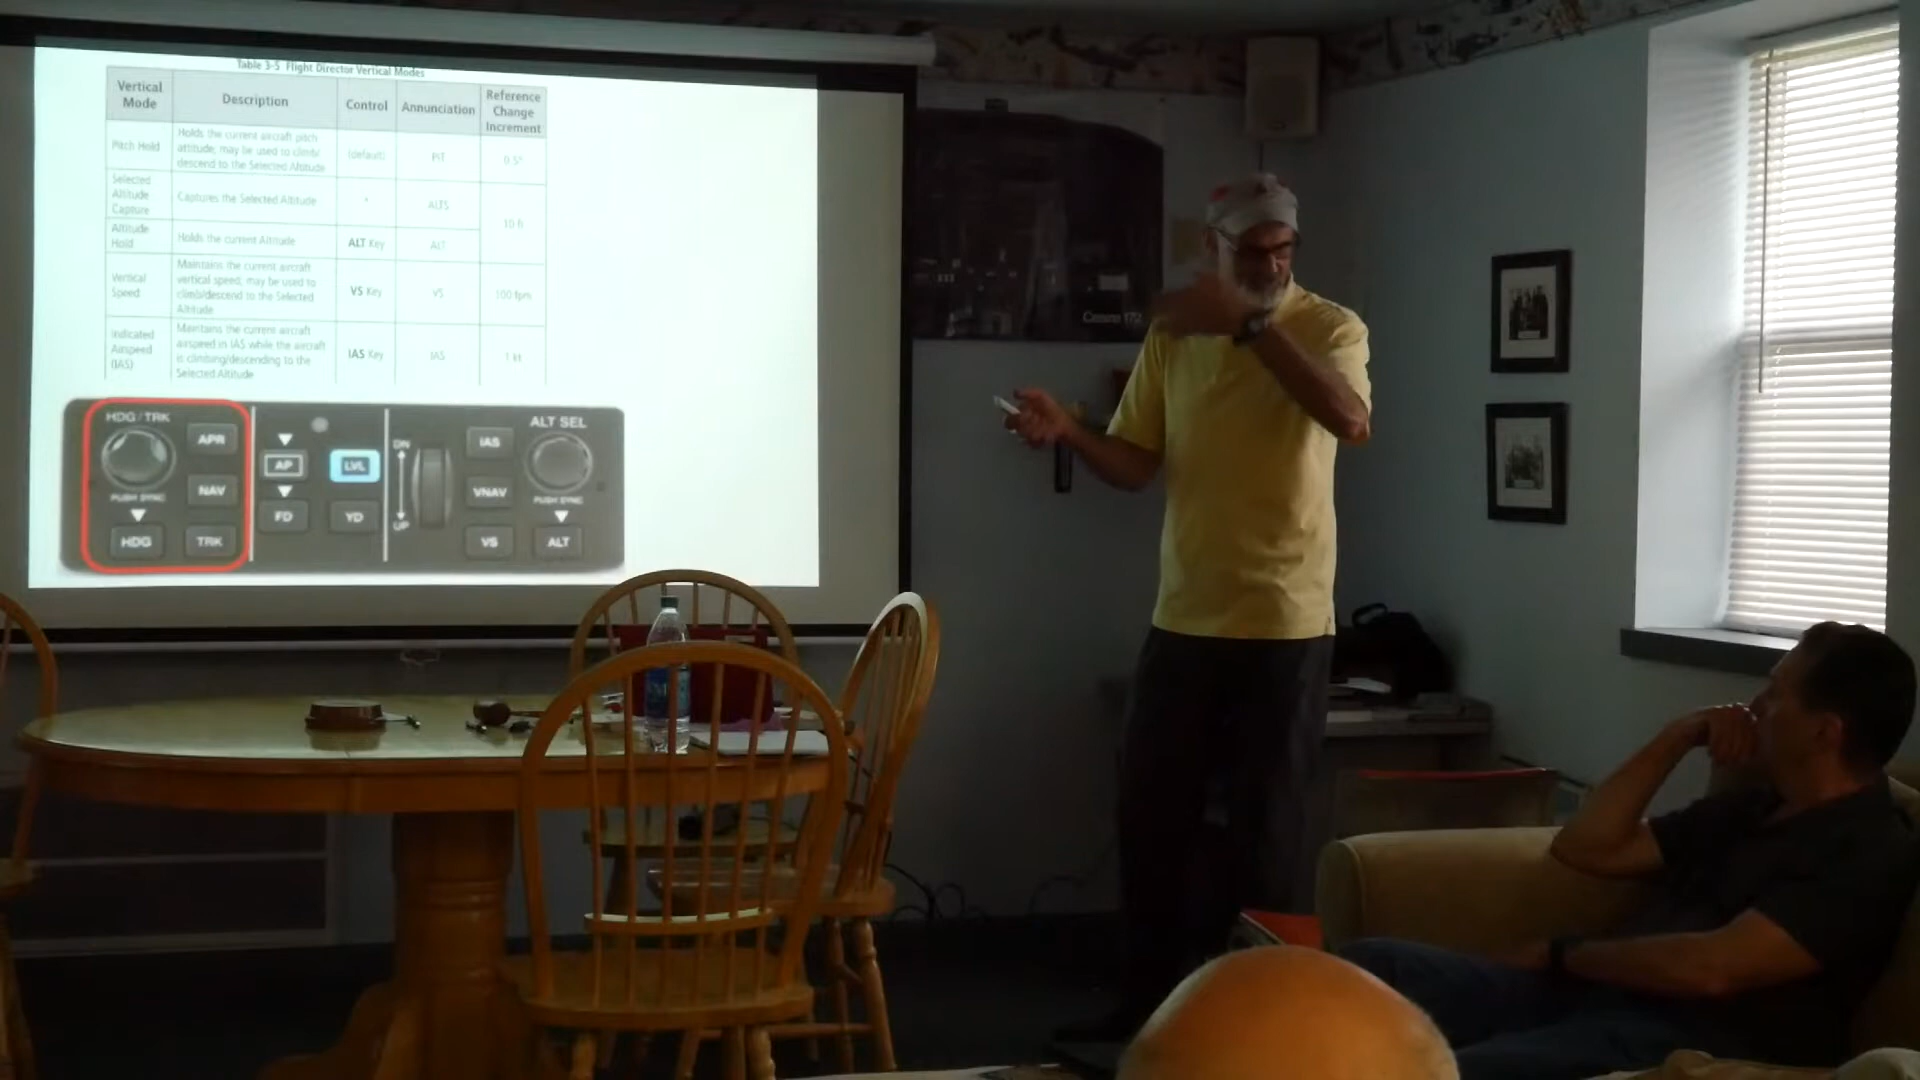 Table 3-5 Flight Director Vertical Modes
Vertical Mode Description Control Annunciation Reference Change Increment
Pitch Hold Holds the current aircraft pitch attitude; may be used to climb/descend to the Selected Altitude (default) PIT 0.5°
Selected Altitude Capture Captures the Selected Altitude * ALTS 10 ft
Altitude Hold Holds the current Altitude ALT Key ALT
Vertical Speed Maintains the current aircraft vertical speed; may be used to climb/descend to the Selected Altitude VS Key VS 100 fpm
Indicated Airspeed (IAS) Maintains the current aircraft airspeed in IAS while the aircraft is climbing/descending to the Selected Altitude IAS Key IAS 1 kt
HDG / TRK
PUSH SYNC
APR
NAV
HDG
TRK
AP
LVL
FD
YD
DN
UP
IAS
VNAV
VS
ALT SEL
PUSH SYNC
ALT
Cessna 172